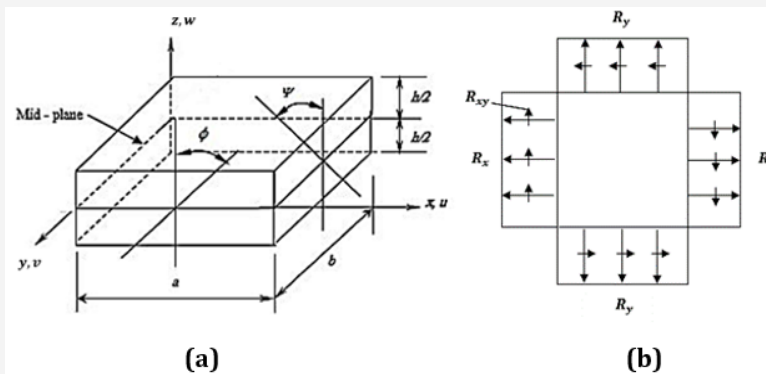 z, w
Mid - plane
ϕ
Ψ
h/2
h/2
x, u
y, v
a
b
(a)
R_y
R_xy
R_x
R
R_y
(b)